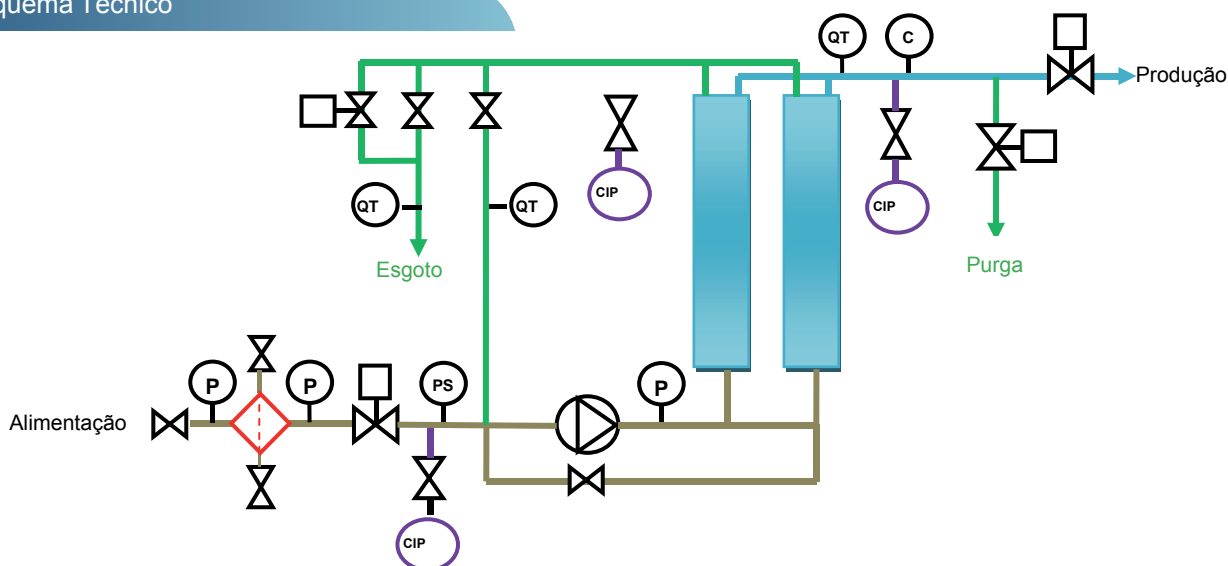 quema Técnico
QT
C
Produção
CIP
CIP
QT
QT
Esgoto
Purga
P
P
PS
P
Alimentação
CIP